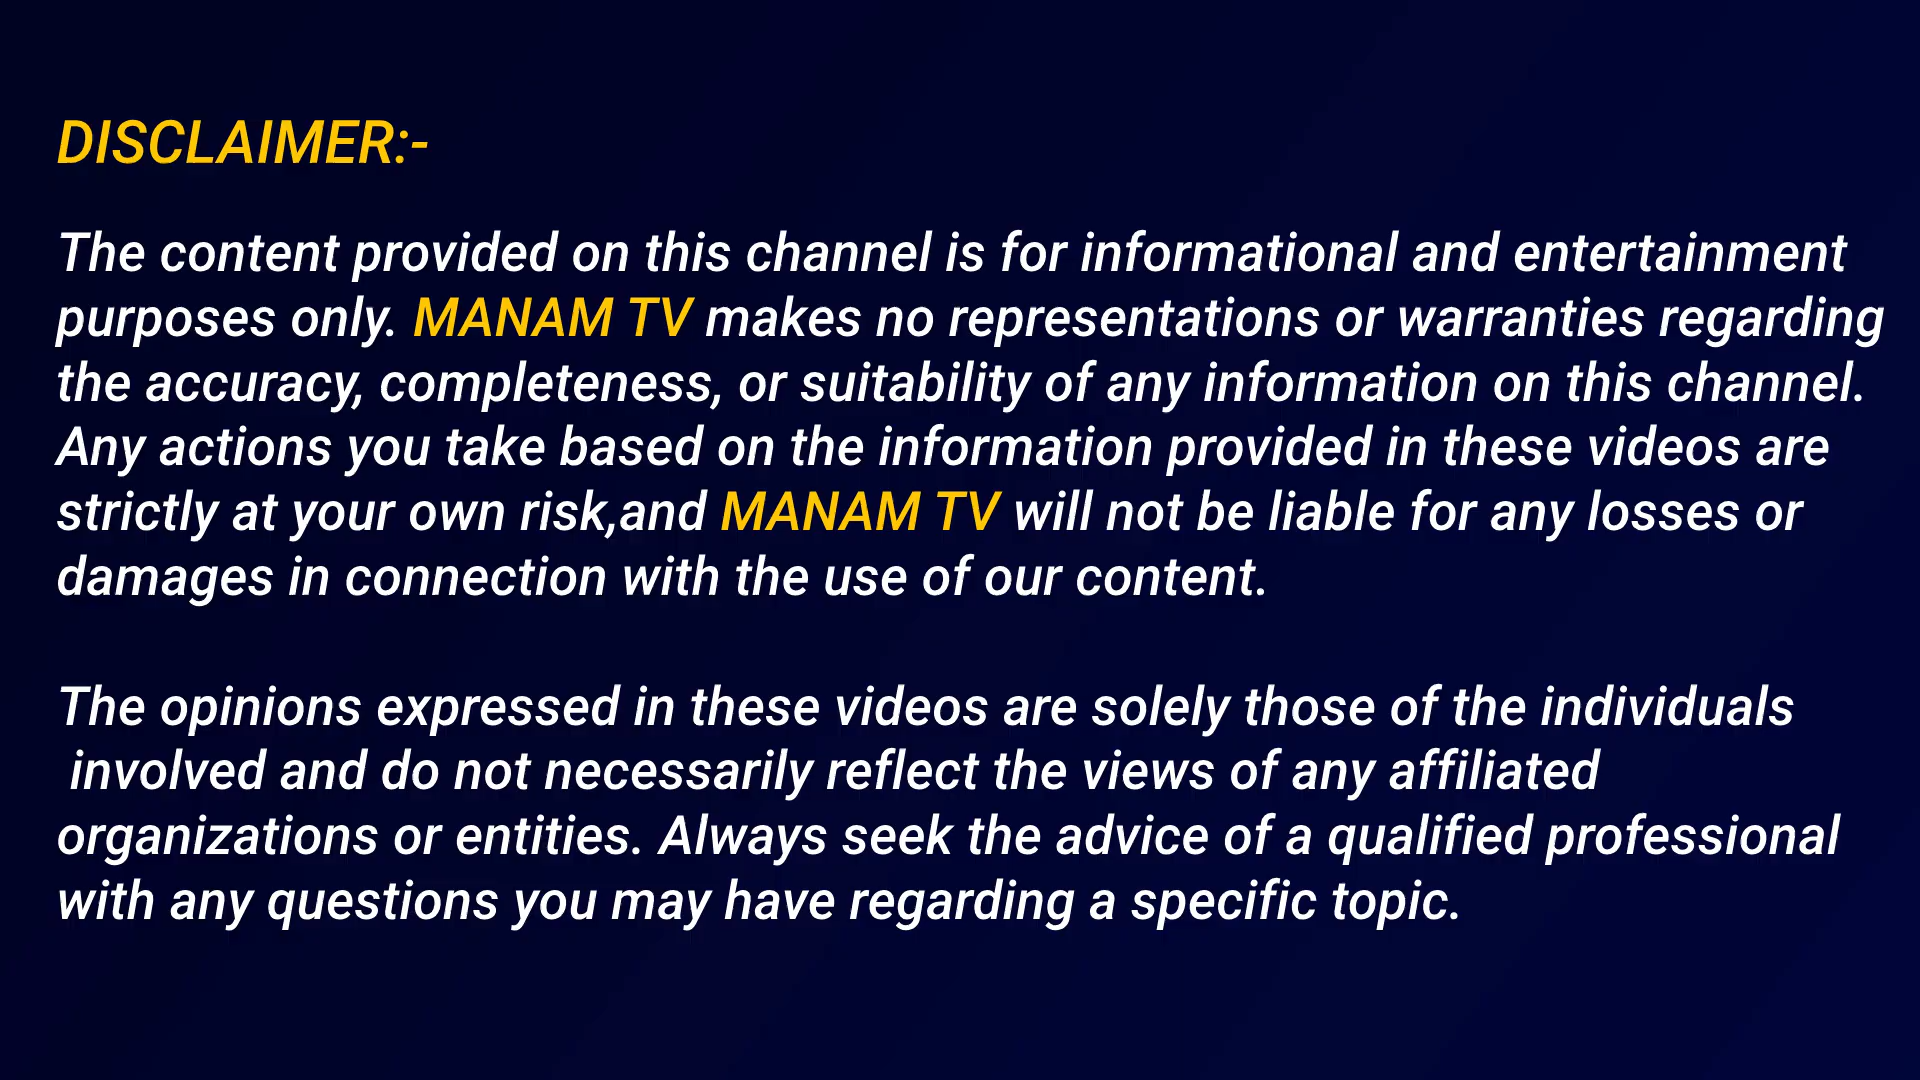 DISCLAIMER:-
The content provided on this channel is for informational and entertainment
purposes only. MANAM TV makes no representations or warranties regarding
the accuracy, completeness, or suitability of any information on this channel.
Any actions you take based on the information provided in these videos are
strictly at your own risk,and MANAM TV will not be liable for any losses or
damages in connection with the use of our content.
The opinions expressed in these videos are solely those of the individuals
involved and do not necessarily reflect the views of any affiliated
organizations or entities. Always seek the advice of a qualified professional
with any questions you may have regarding a specific topic.